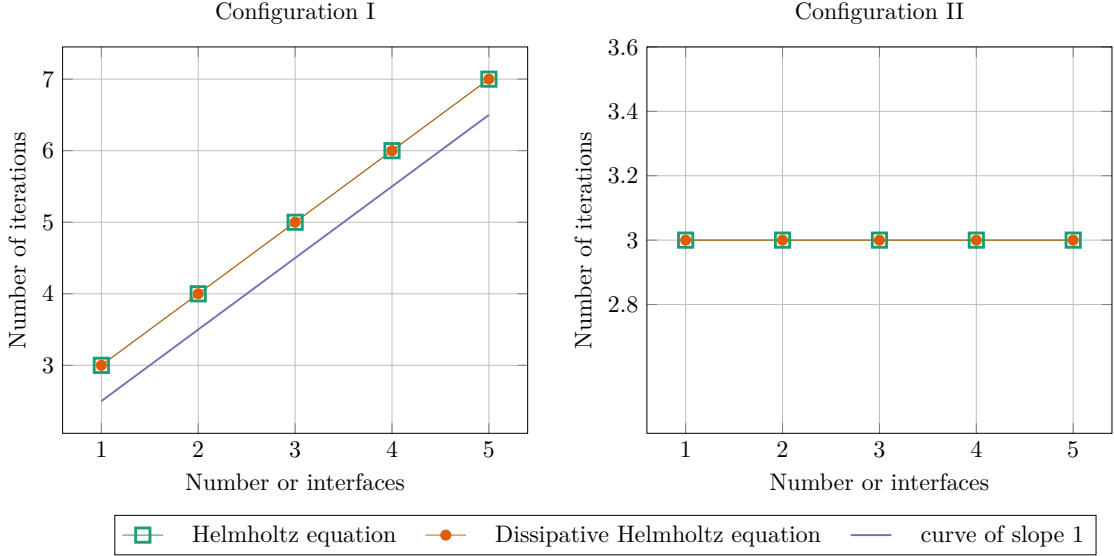 Configuration I
7
6
5
4
3
1 2 3 4 5
Number of iterations
Number or interfaces
Configuration II
3.6
3.4
3.2
3
2.8
1 2 3 4 5
Number of iterations
Number or interfaces
Helmholtz equation
Dissipative Helmholtz equation
curve of slope 1